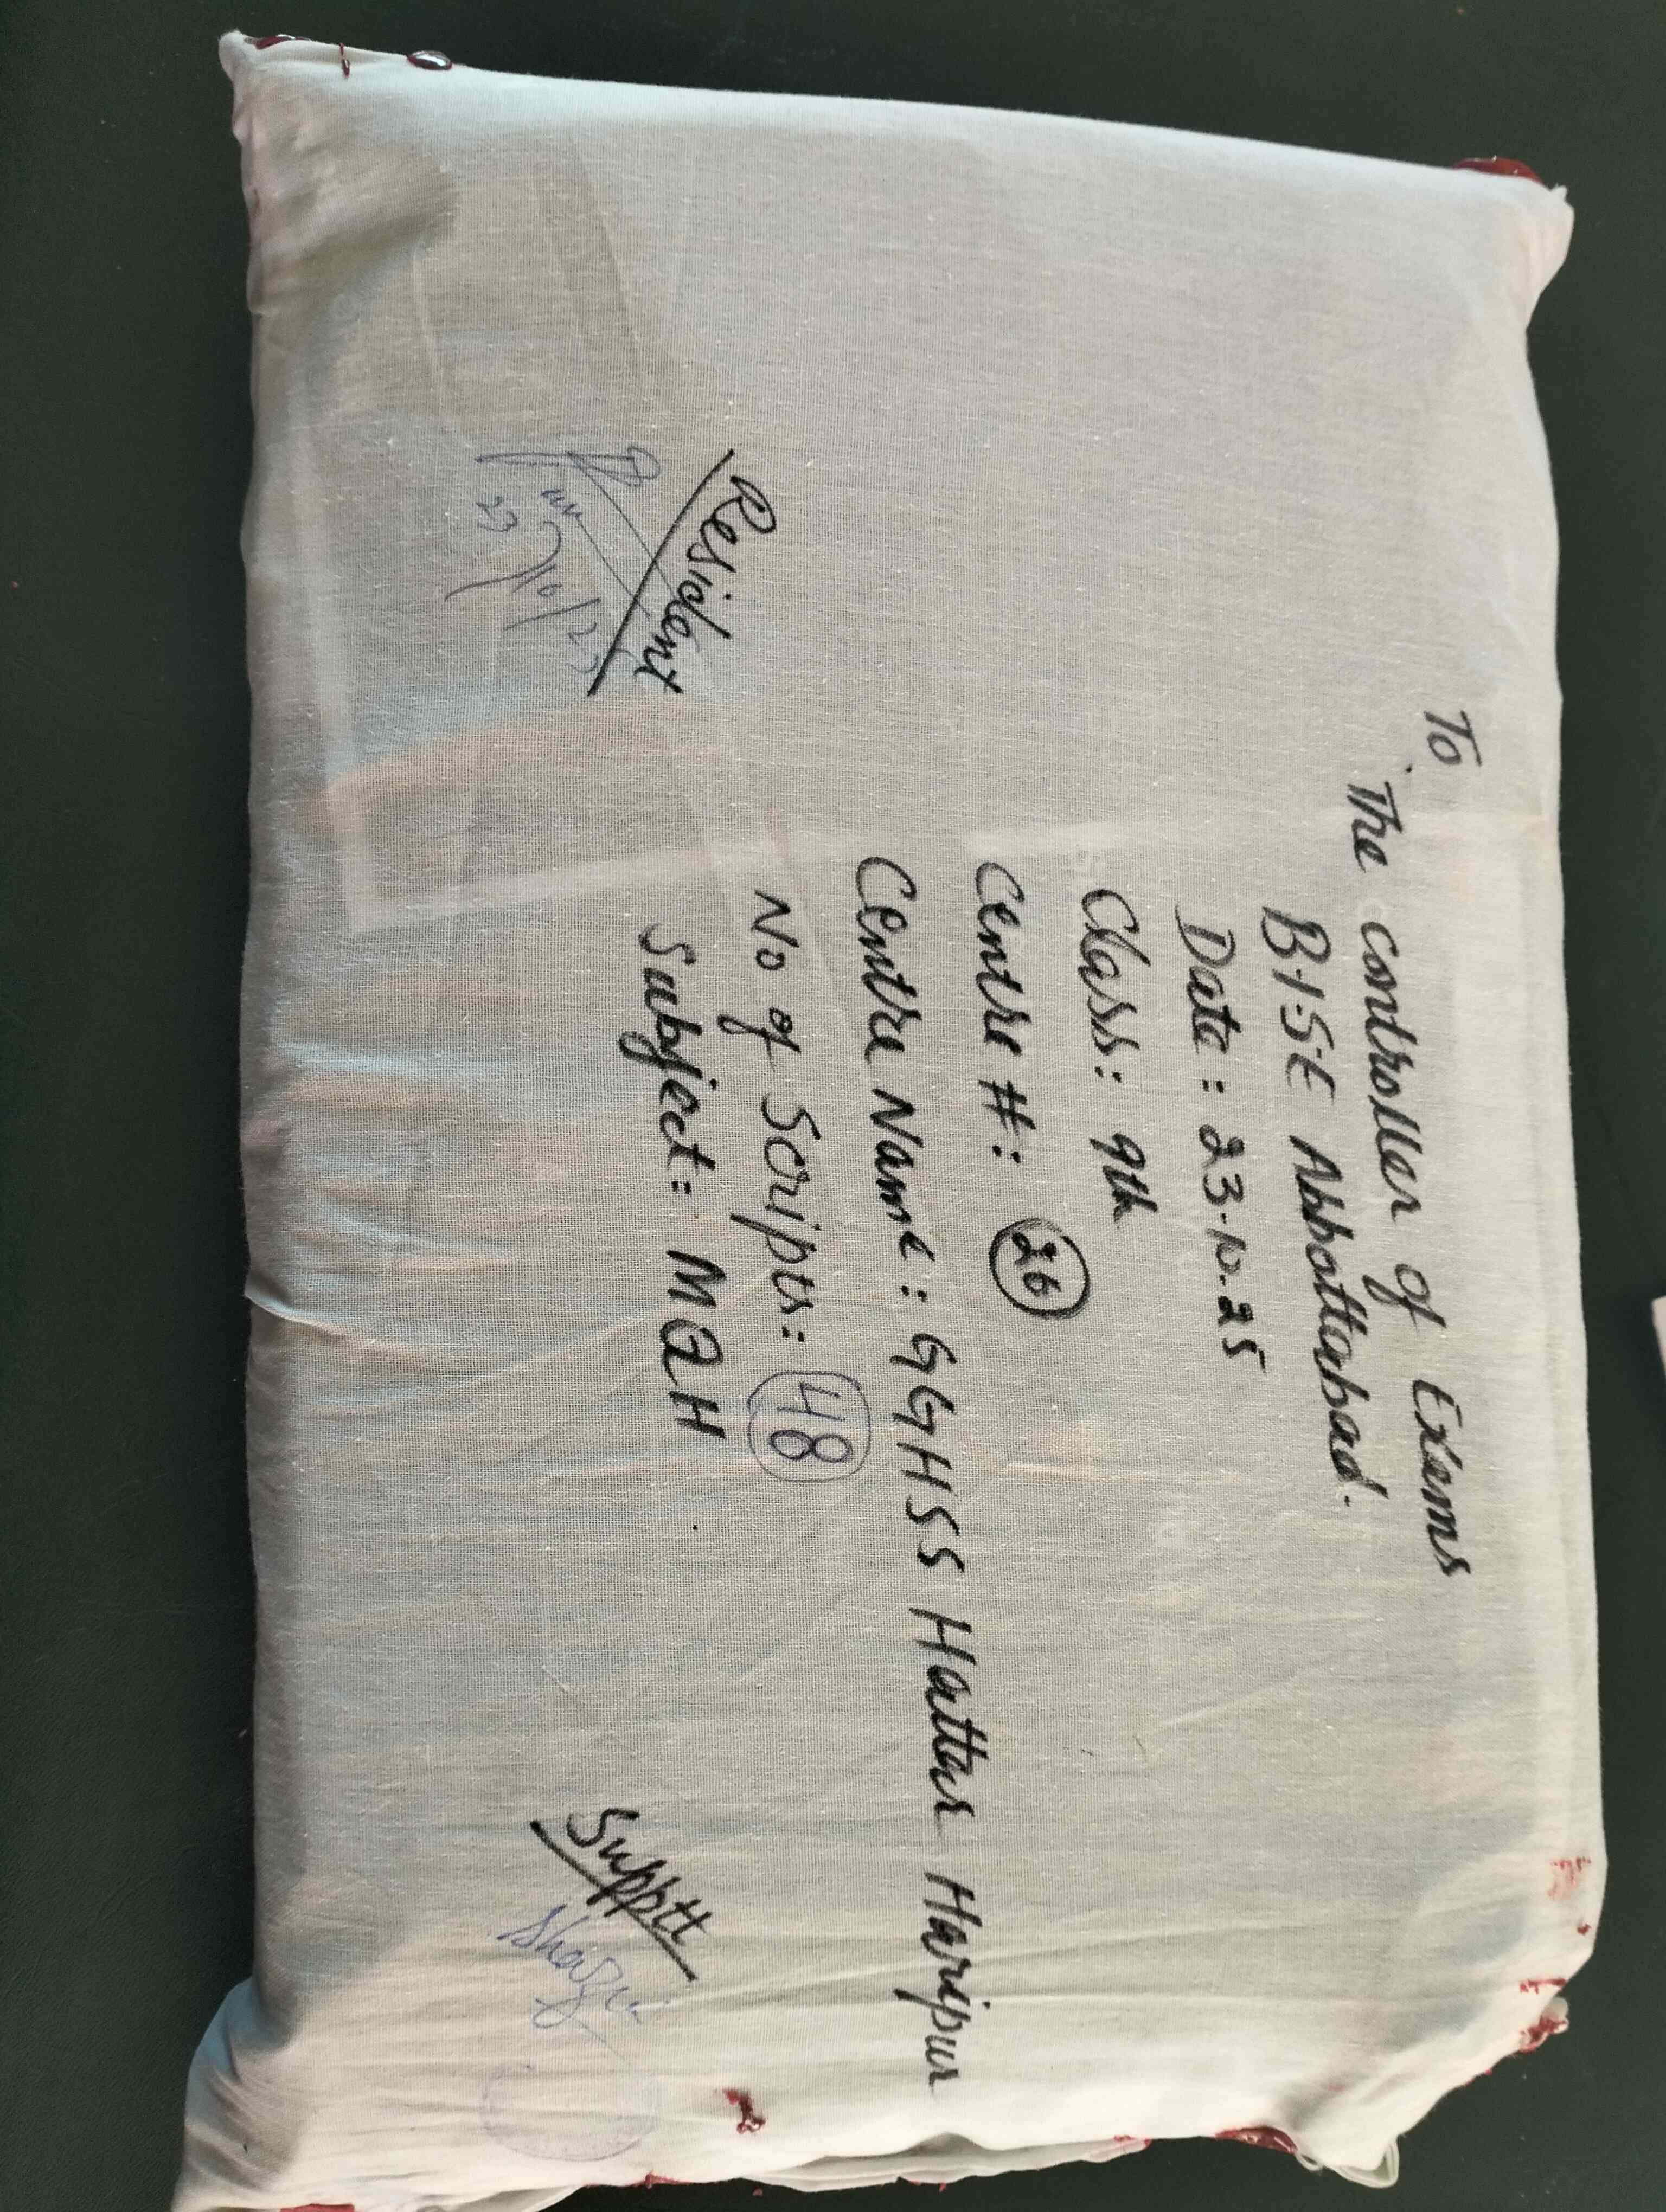 To
The controller of Exams
B.I.S.E Abbottabad.
Date: 23.10.25
Class: 9th
Centre #: 26
Centre Name: GGHSS Hattar Haripur
No of Scripts: 48
Subject: MQH
Resident
Supptt